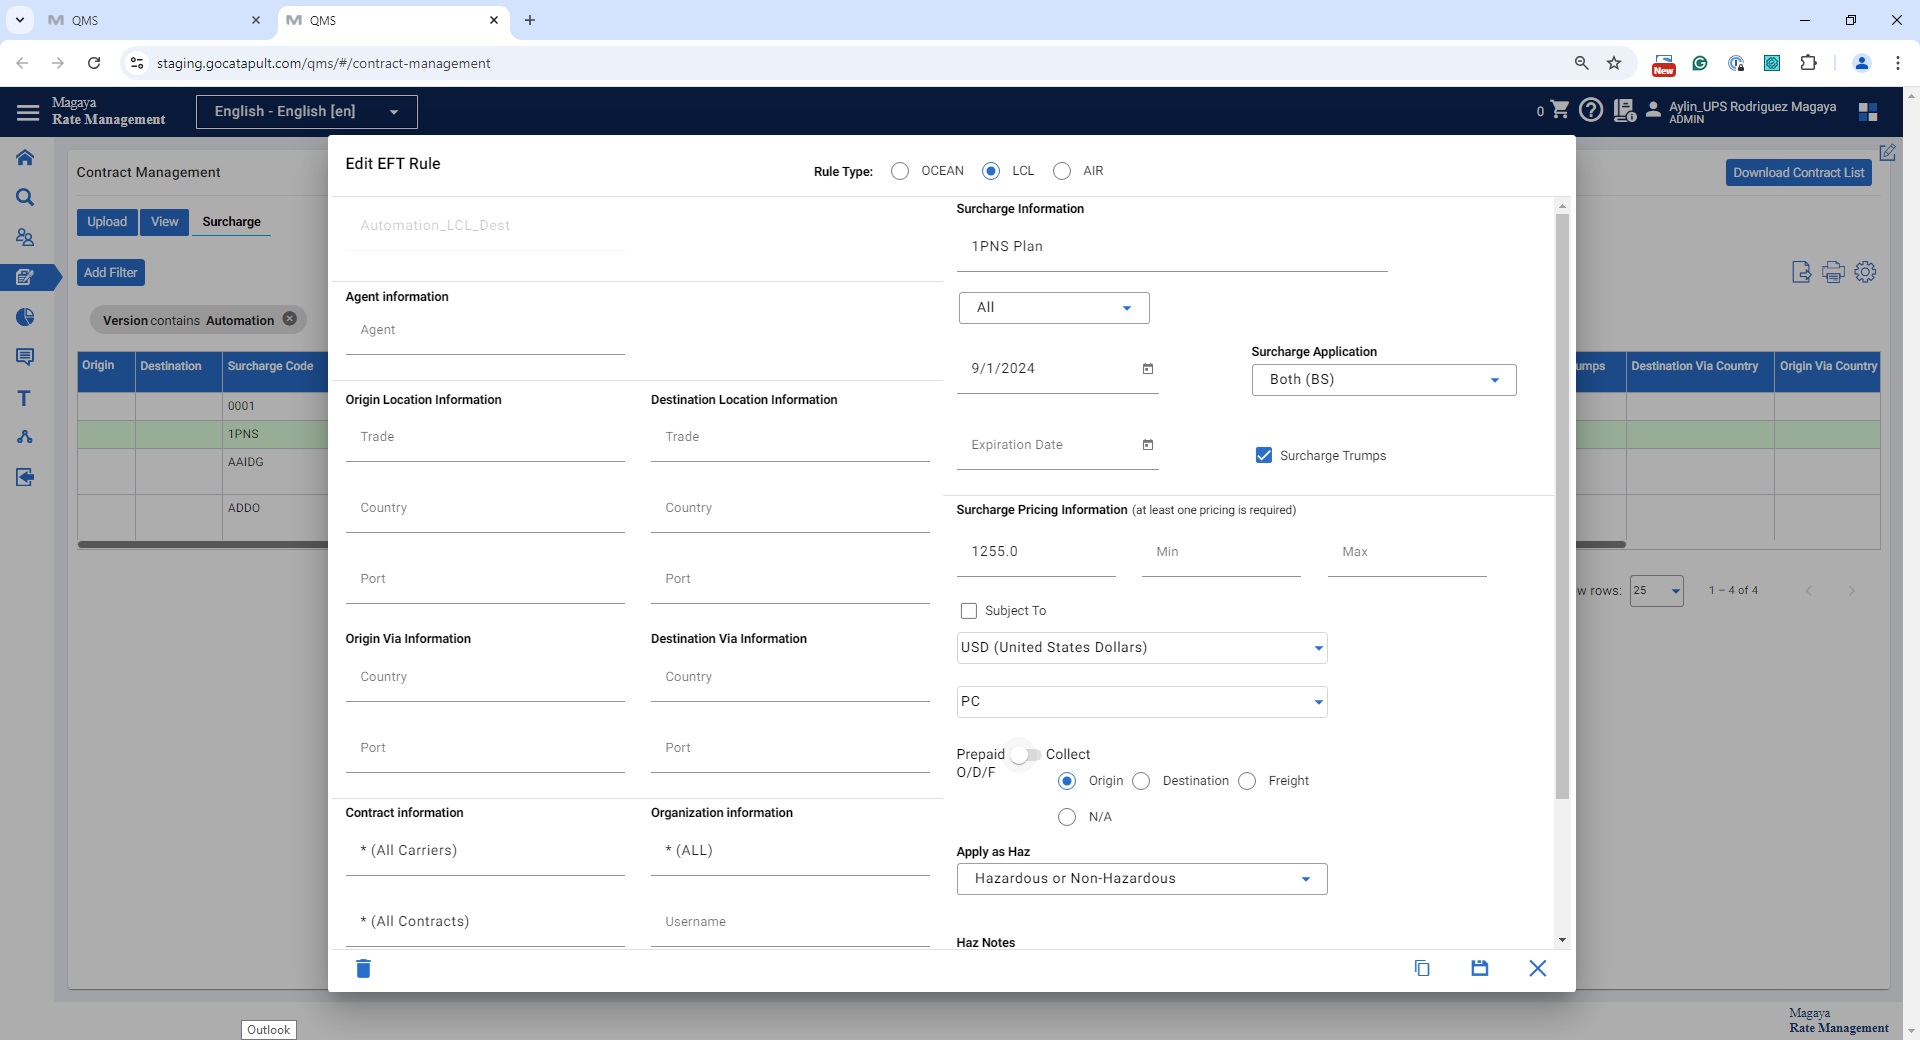 QMS
QMS
staging.gocatapult.com/qms/#/contract-management
New
Magaya
Rate Management
English - English [en]
0
Aylin_UPS Rodriguez Magaya
ADMIN
Contract Management
Download Contract List
Upload
View
Surcharge
Add Filter
Version contains Automation
Origin
Destination
Surcharge Code
umps
Destination Via Country
Origin Via Country
0001
1PNS
AAIDG
ADDO
w rows:
25
1 – 4 of 4
Edit EFT Rule
Rule Type:
OCEAN
LCL
AIR
Automation_LCL_Dest
Agent information
Agent
Origin Location Information
Destination Location Information
Trade
Trade
Country
Country
Port
Port
Origin Via Information
Destination Via Information
Country
Country
Port
Port
Contract information
Organization information
* (All Carriers)
* (ALL)
* (All Contracts)
Username
Surcharge Information
1PNS Plan
All
9/1/2024
Surcharge Application
Both (BS)
Expiration Date
Surcharge Trumps
Surcharge Pricing Information (at least one pricing is required)
1255.0
Min
Max
Subject To
USD (United States Dollars)
PC
Prepaid
Collect
O/D/F
Origin
Destination
Freight
N/A
Apply as Haz
Hazardous or Non-Hazardous
Haz Notes
Outlook
Magaya
Rate Management